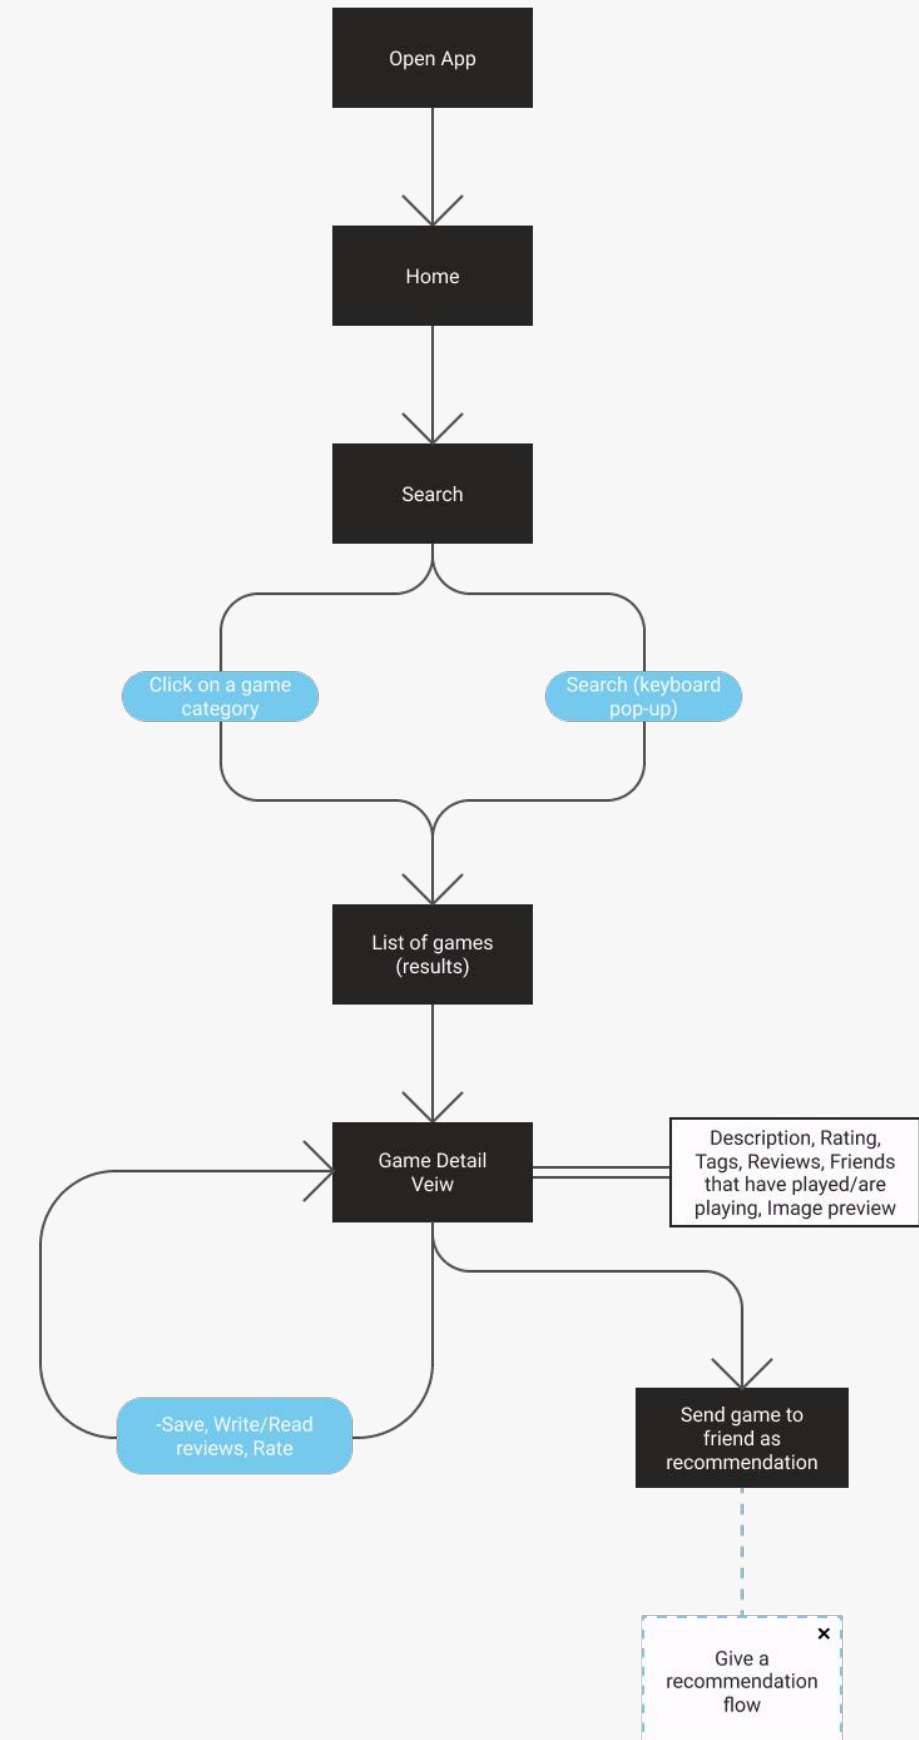 Open App
Home
Search
Click on a game
category
Search (keyboard
pop-up)
List of games
(results)
Game Detail
Veiw
Description, Rating,
Tags, Reviews, Friends
that have played/are
playing, Image preview
-Save, Write/Read
reviews, Rate
Send game to
friend as
recommendation
×
Give a
recommendation
flow